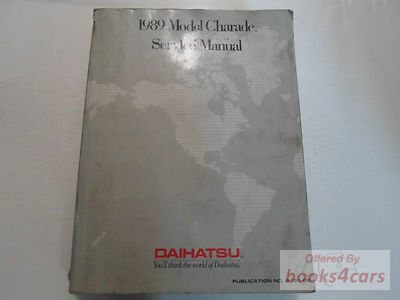 1989 Model Charade
Service Manual
DAIHATSU
You'll think the world of Daihatsu.
PUBLICATION NO.
Offered By
books4cars